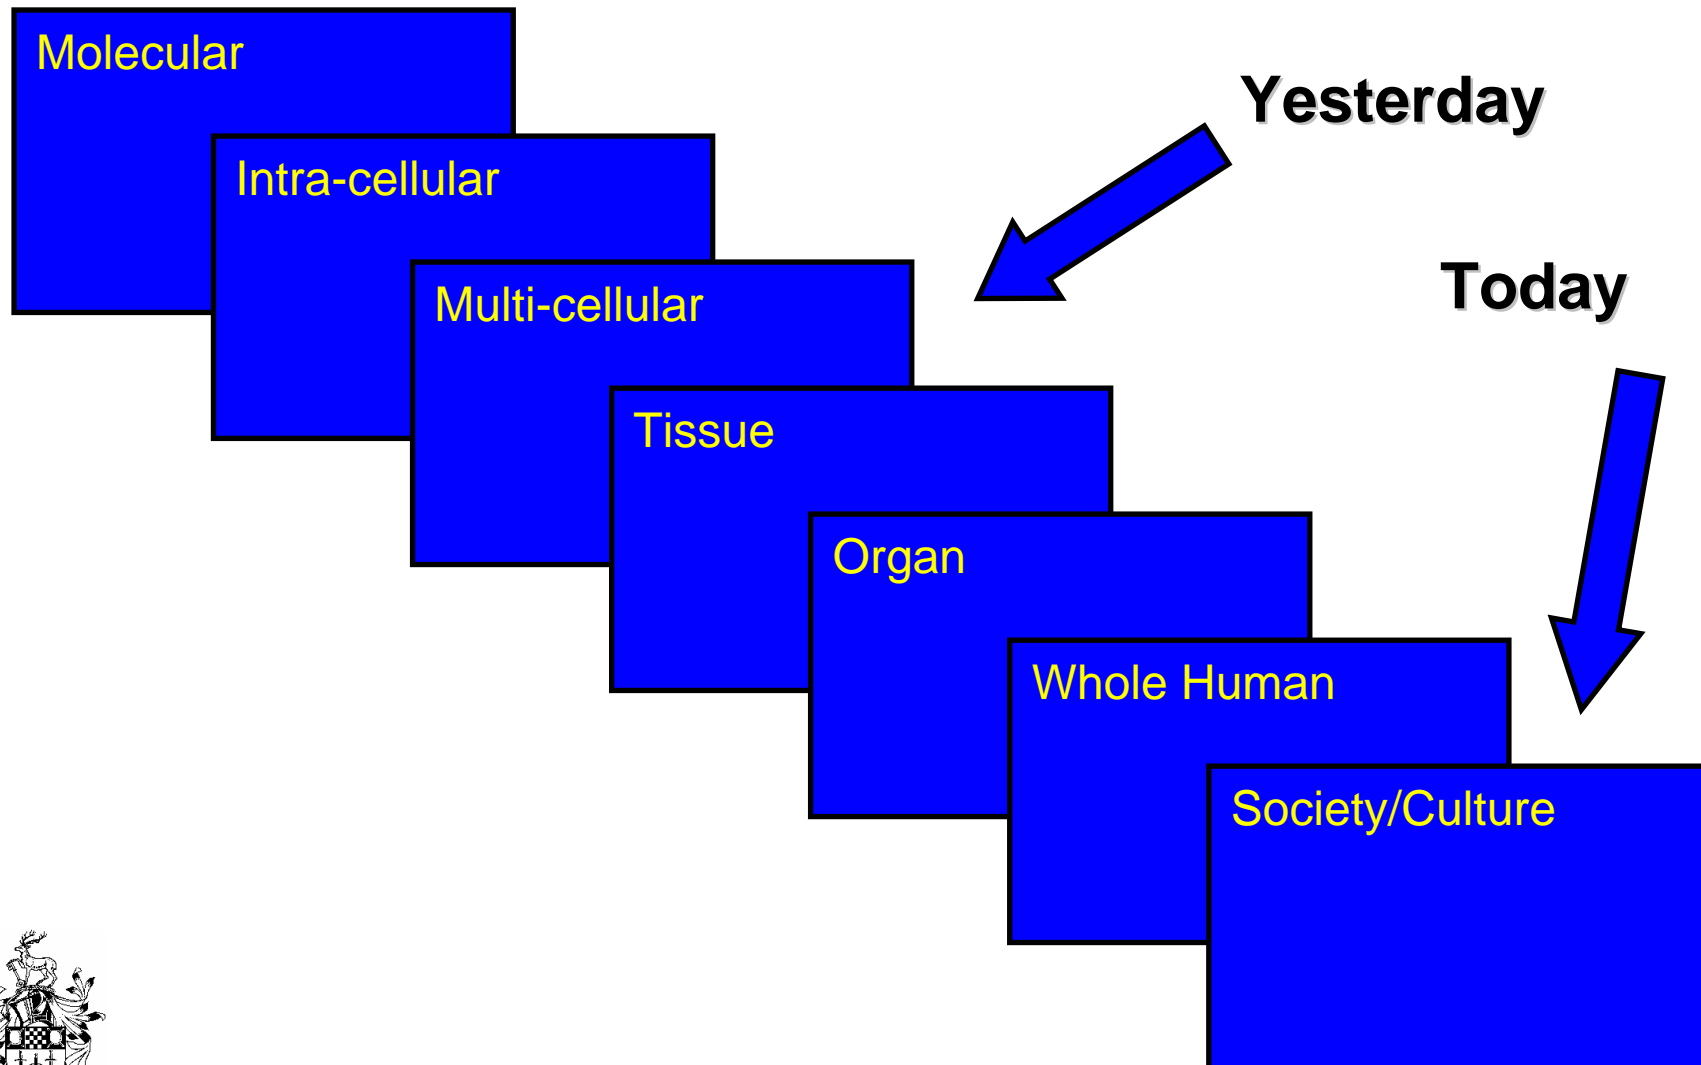 Molecular
Yesterday
Intra-cellular
Today
Multi-cellular
Tissue
Organ
Whole Human
Society/Culture